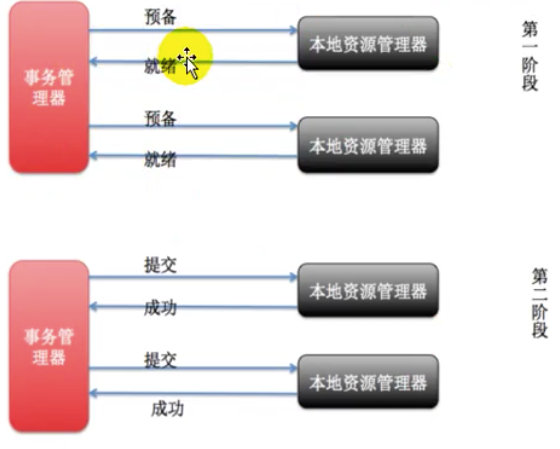 预备
本地资源管理器
就绪
事务管
理器
预备
本地资源管理器
就绪
第一阶段
提交
本地资源管理器
成功
事务管
理器
提交
本地资源管理器
成功
第二阶段